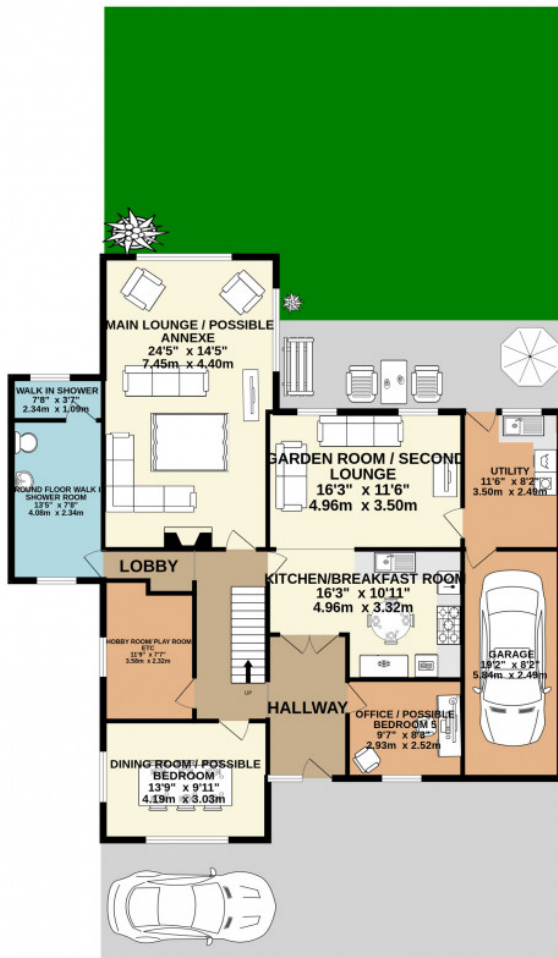 MAIN LOUNGE / POSSIBLE
ANNEXE
24'5" x 14'5"
7.45m x 4.40m
WALK IN SHOWER
7'8" x 3'7"
2.34m x 1.09m
GARDEN ROOM / SECOND
LOUNGE
16'3" x 11'6"
4.96m x 3.50m
UTILITY
11'6" x 8'2"
3.50m x 2.49m
ROUND FLOOR WALK I
SHOWER ROOM
13'5" x 7'8"
4.08m x 2.34m
LOBBY
KITCHEN/BREAKFAST ROOM
16'3" x 10'11"
4.96m x 3.32m
HOBBY ROOM/ PLAY ROOM
ETC
11'9" x 7'7"
3.58m x 2.32m
GARAGE
19'2" x 8'2"
5.84m x 2.49m
UP
HALLWAY
OFFICE / POSSIBLE
BEDROOM 5
9'7" x 8'3"
2.93m x 2.52m
DINING ROOM / POSSIBLE
BEDROOM
13'9" x 9'11"
4.19m x 3.03m